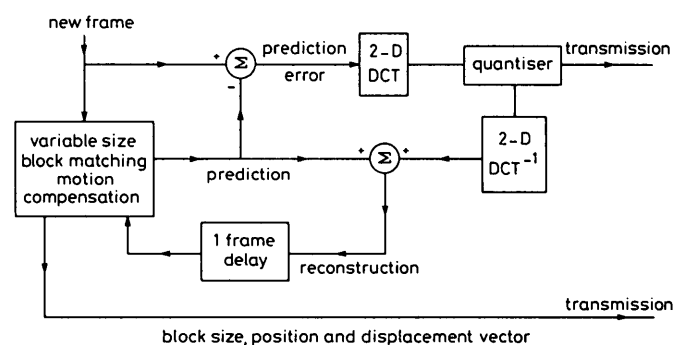 new frame
+
Σ
-
prediction
error
2-D
DCT
quantiser
transmission
variable size
block matching
motion
compensation
prediction
+
Σ
+
2-D
DCT⁻¹
1 frame
delay
reconstruction
transmission
block size, position and displacement vector